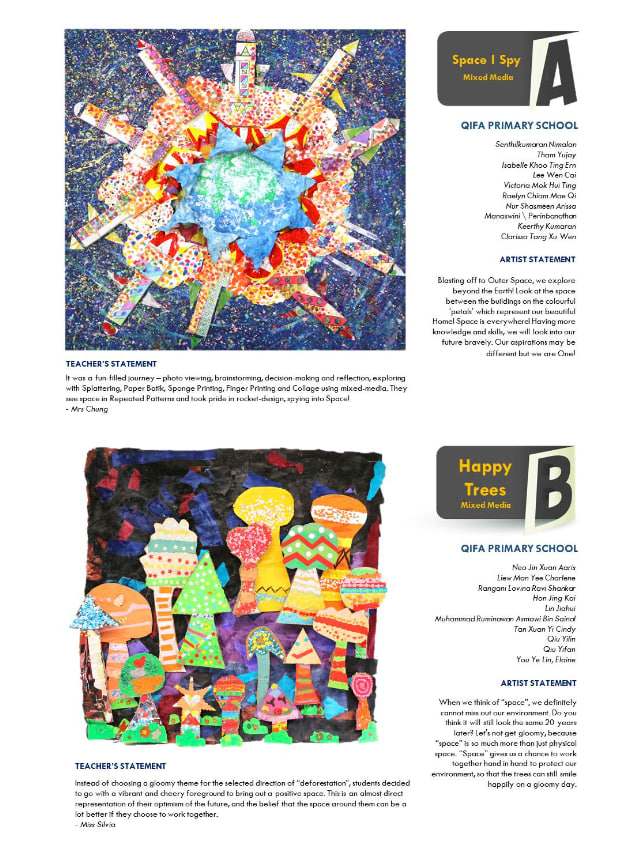 Space I Spy
Mixed Media
A
QIFA PRIMARY SCHOOL
Senthilkumaran Nimalan
Tham Yujay
Isabelle Khoo Ting Ern
Lee Wen Cai
Victoria Mok Hui Ting
Raelyn Chiam Mae Qi
Nur Shasmeen Arissa
Manaswini \ Perinbanathan
Keerthy Kumaran
Clarissa Tang Xu Wen
ARTIST STATEMENT
Blasting off to Outer Space, we explore
beyond the Earth! Look at the space
between the buildings on the colourful
‘petals’ which represent our beautiful
Home! Space is everywhere! Having more
knowledge and skills, we will look into our
future bravely. Our aspirations may be
different but we are One!
TEACHER’S STATEMENT
It was a fun-filled journey – photo viewing, brainstorming, decision-making and reflection, exploring
with Splattering, Paper Batik, Sponge Printing, Finger Printing and Collage using mixed-media. They
see space in Repeated Patterns and took pride in rocket-design, spying into Space!
- Mrs Chung
Happy
Trees
Mixed Media
B
QIFA PRIMARY SCHOOL
Neo Jin Xuan Aaris
Liew Man Yee Charlene
Rangani Lovina Ravi Shankar
Hon Jing Kai
Lin Jiahui
Muhammad Ruminawan Asmawi Bin Sainal
Tan Xuan Yi Cindy
Qiu Yilin
Qiu Yifan
You Ye Lin, Elaine
ARTIST STATEMENT
When we think of “space”, we definitely
cannot miss out our environment. Do you
think it will still look the same 20 years
later? Let's not get gloomy, because
“space” is so much more than just physical
space. “Space” gives us a chance to work
together hand in hand to protect our
environment, so that the trees can still smile
happily on a gloomy day.
TEACHER’S STATEMENT
Instead of choosing a gloomy theme for the selected direction of “deforestation”, students decided
to go with a vibrant and cheery foreground to bring out a positive space. This is an almost direct
representation of their optimism of the future, and the belief that the space around them can be a
lot better if they choose to work together.
- Miss Silvia